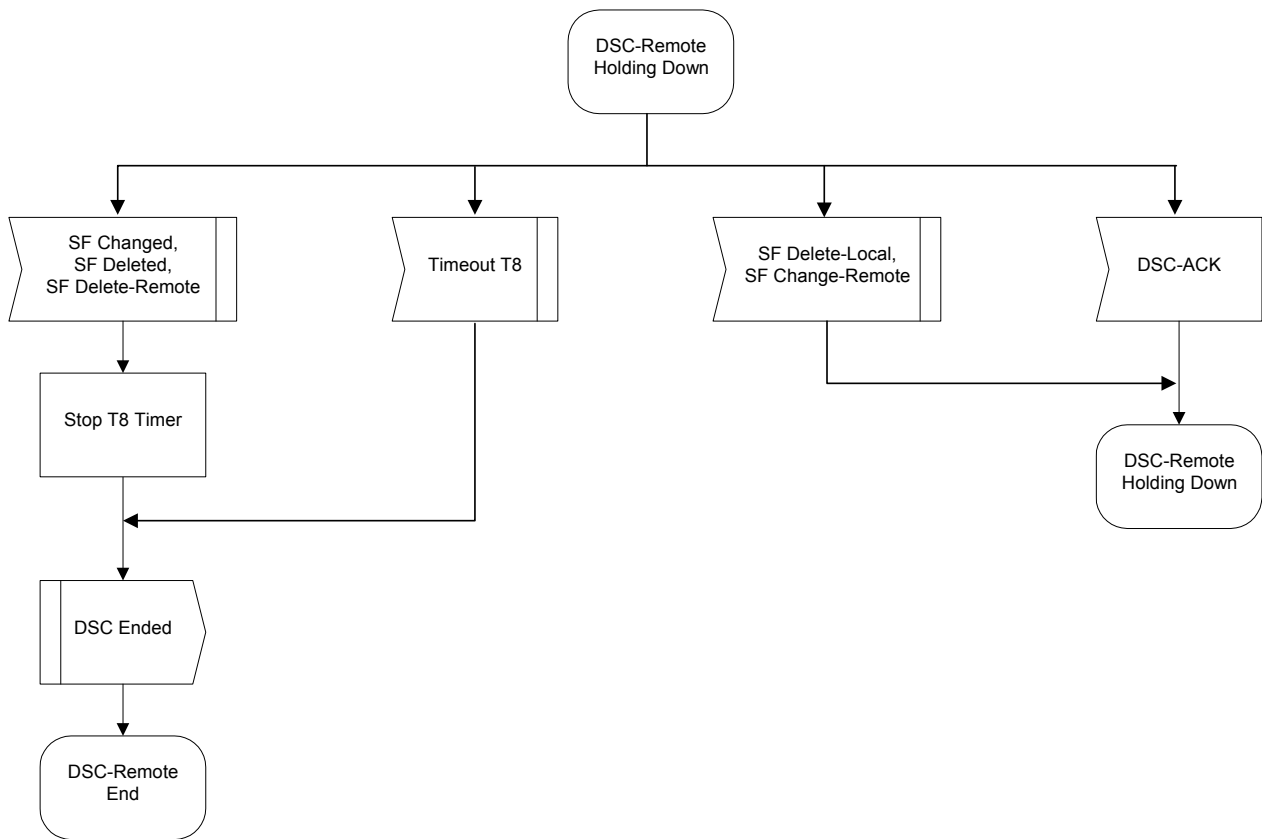 DSC-Remote
Holding Down
SF Changed,
SF Deleted,
SF Delete-Remote
Timeout T8
SF Delete-Local,
SF Change-Remote
DSC-ACK
Stop T8 Timer
DSC-Remote
Holding Down
DSC Ended
DSC-Remote
End